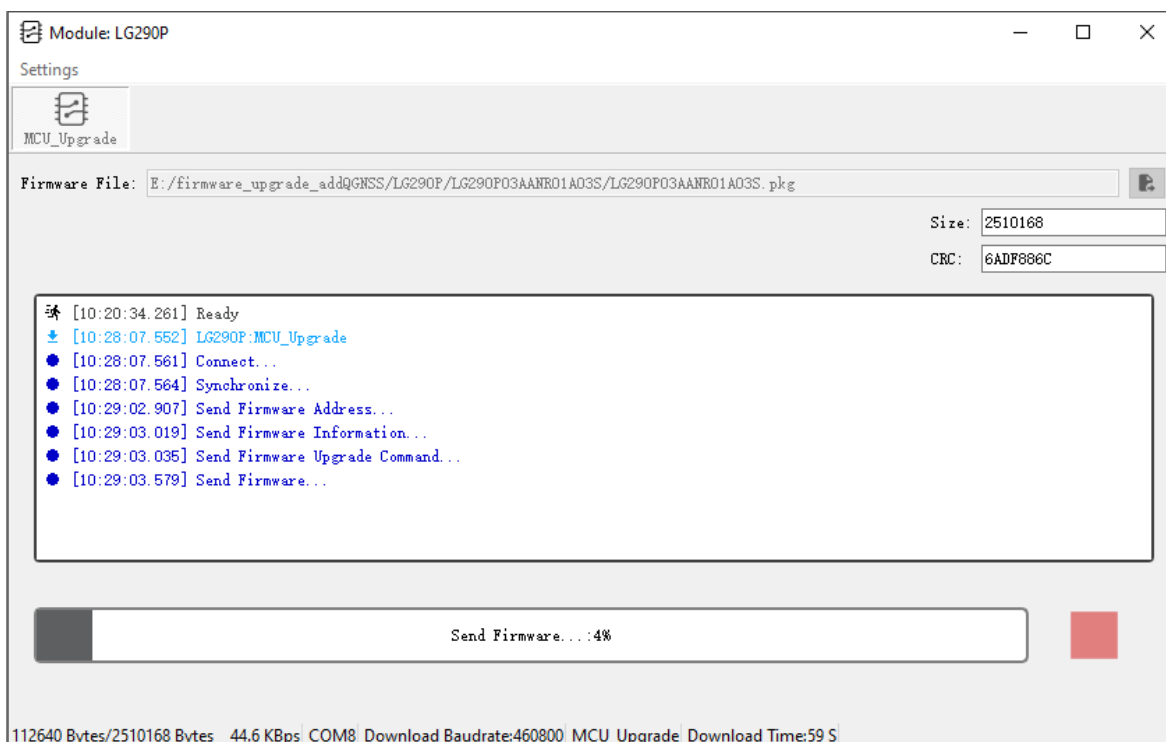 Module: LG290P
Settings
MCU_Upgrade
Firmware File: E:/firmware_upgrade_addQGNSS/LG290P/LG290P03AANR01A03S/LG290P03AANR01A03S.pkg
Size: 2510168
CRC: 6ADF886C
[10:20:34.261] Ready
[10:28:07.552] LG290P:MCU_Upgrade
[10:28:07.561] Connect...
[10:28:07.564] Synchronize...
[10:29:02.907] Send Firmware Address...
[10:29:03.019] Send Firmware Information...
[10:29:03.035] Send Firmware Upgrade Command...
[10:29:03.579] Send Firmware...
Send Firmware...:4%
112640 Bytes/2510168 Bytes 44.6 KBps COM8 Download Baudrate:460800 MCU_Upgrade Download Time:59 S